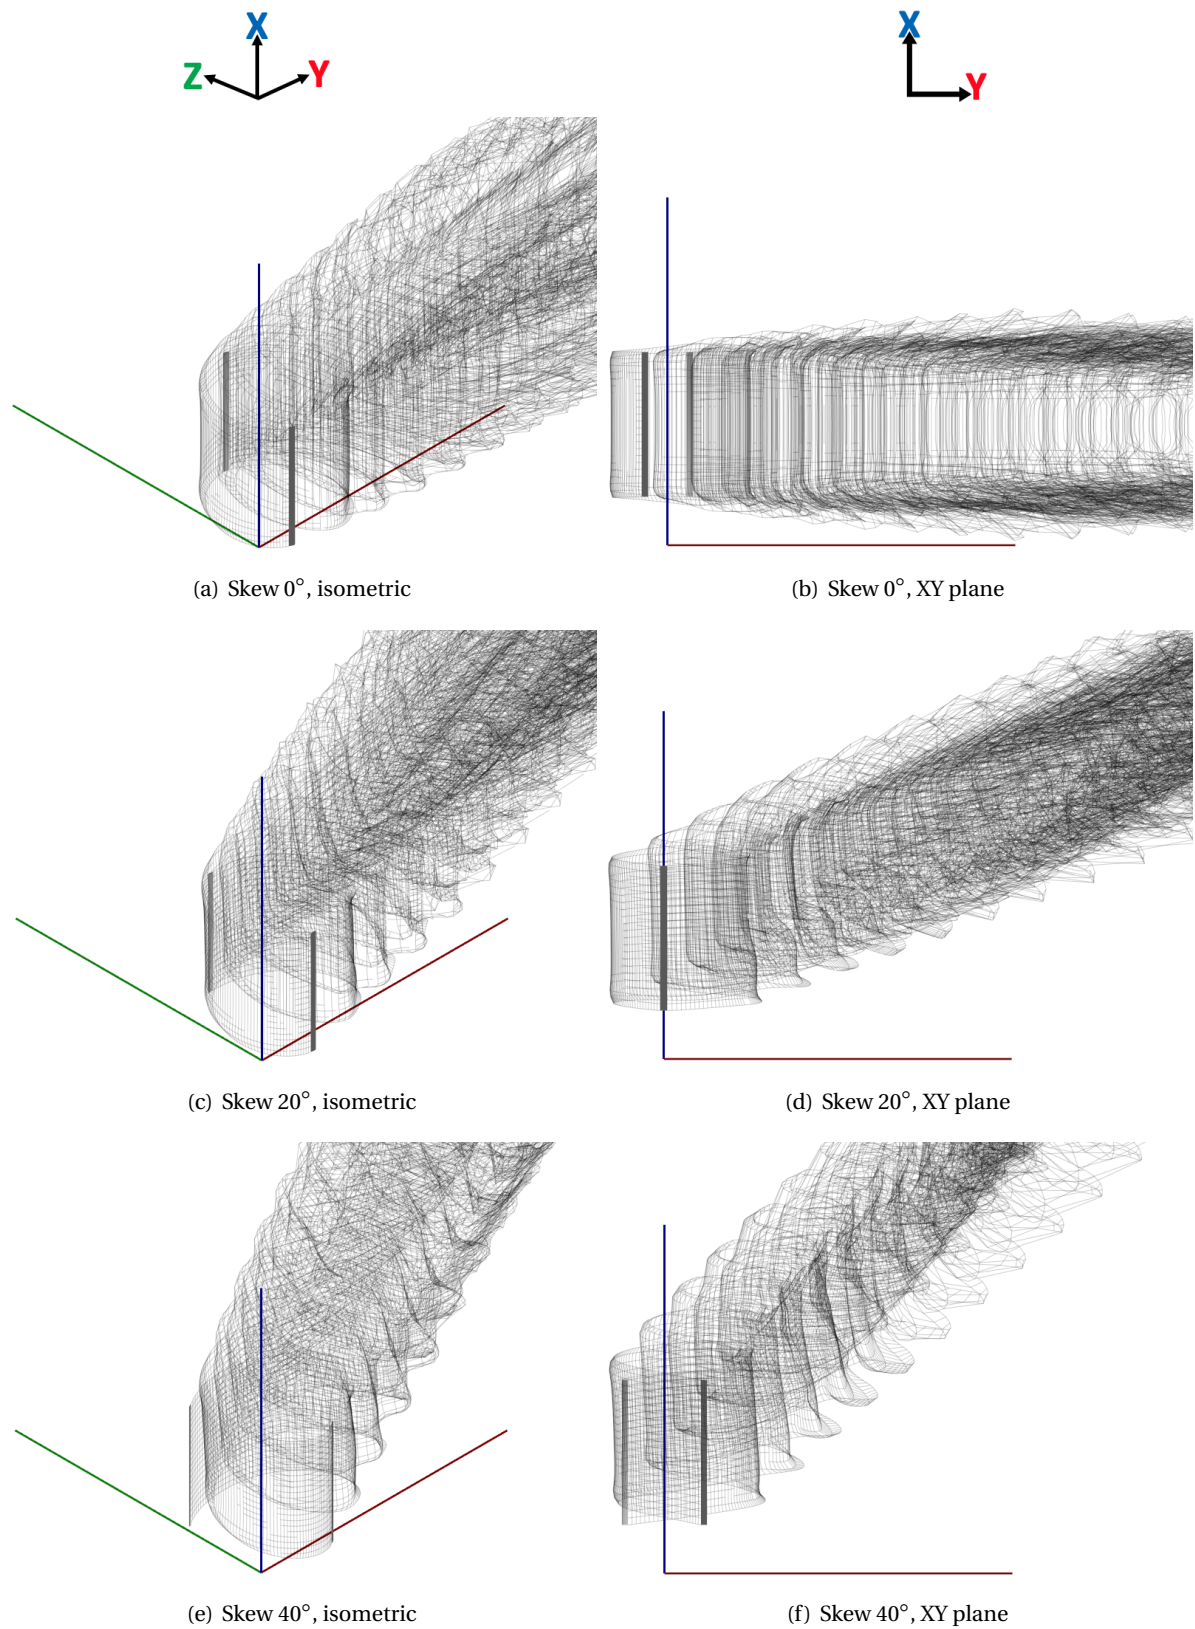 X
Z
Y
X
Y
(a) Skew 0°, isometric
(b) Skew 0°, XY plane
(c) Skew 20°, isometric
(d) Skew 20°, XY plane
(e) Skew 40°, isometric
(f) Skew 40°, XY plane